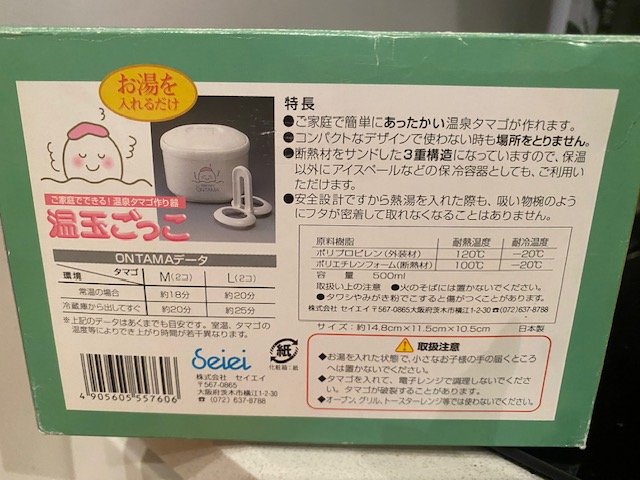 お湯を
入れるだけ
ONTAMA
ご家庭でできる!温泉タマゴ作り器
温玉ごっこ
ONTAMAデータ
環境 タマゴ M(2コ) L(2コ)
常温の場合 約18分 約20分
冷蔵庫から出してすぐ 約20分 約25分
※上記のデータはあくまでも目安です。室温、タマゴの
温度等によりでき上がり時間が若干異なります。
4905605557606
Seiei
株式会社 セイエイ
〒567-0865
大阪府茨木市横江1-2-30
☎(072)637-8788
紙
化粧箱:紙
特長
●ご家庭で簡単にあったかい温泉タマゴが作れます。
●コンパクトなデザインで使わない時も場所をとりません。
●断熱材をサンドした3重構造になっていますので、保温
以外にアイスペールなどの保冷容器としても、ご利用い
ただけます。
●安全設計ですから熱湯を入れた際も、吸い物椀のよう
にフタが密着して取れなくなることはありません。
原料樹脂 耐熱温度 耐冷温度
ポリプロピレン(外装材) 120℃ −20℃
ポリエチレンフォーム(断熱材) 100℃ −20℃
容量 500ml
取扱い上の注意 ●火のそばには置かないでください。
●タワシやみがき粉でこすると傷がつくことがあります。
株式会社 セイエイ 〒567-0865大阪府茨木市横江1-2-30 ☎(072)637-8788
サイズ:約14.8cm×11.5cm×10.5cm 日本製
取扱注意
◆お湯を入れた状態で、小さなお子様の手の届くところ
へは置かないでください。
◆タマゴを入れて、電子レンジで調理しないでくださ
い。タマゴが破裂することがあります。
◆オーブン、グリル、トースターレンジ等では使わないでください。